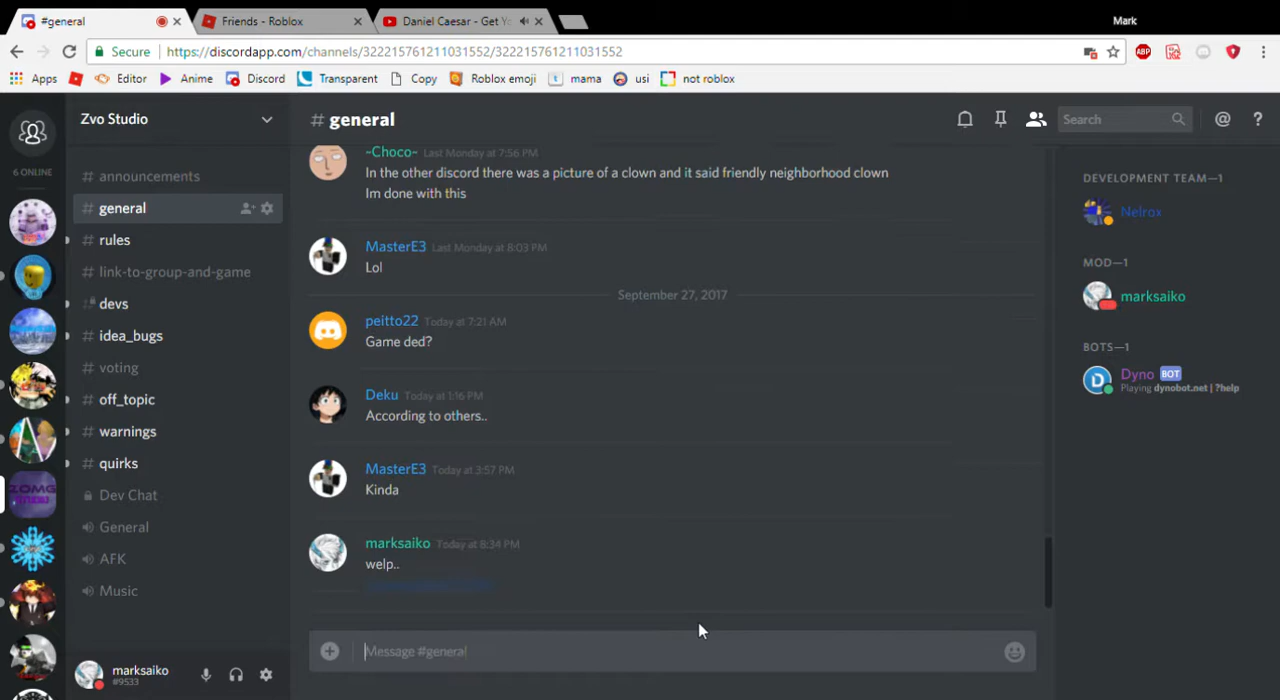 #general
Friends - Roblox
Daniel Caesar - Get Yo
Mark
Secure
https://discordapp.com/channels/322215761211031552/322215761211031552
ABP
Apps
Editor
Anime
Discord
Transparent
Copy
Roblox emoji
mama
usi
not roblox
Zvo Studio
# general
Search
@
?
6 ONLINE
# announcements
# general
# rules
# link-to-group-and-game
# devs
# idea_bugs
# voting
# off_topic
# warnings
# quirks
Dev Chat
General
AFK
Music
marksaiko
#9533
~Choco~ Last Monday at 7:56 PM
In the other discord there was a picture of a clown and it said friendly neighborhood clown
Im done with this
MasterE3 Last Monday at 8:03 PM
Lol
September 27, 2017
peitto22 Today at 7:21 AM
Game ded?
Deku Today at 1:16 PM
According to others..
MasterE3 Today at 3:57 PM
Kinda
marksaiko Today at 8:34 PM
welp..
Message #general
DEVELOPMENT TEAM—1
Nelrox
MOD—1
marksaiko
BOTS—1
Dyno BOT
Playing dynobot.net | ?help